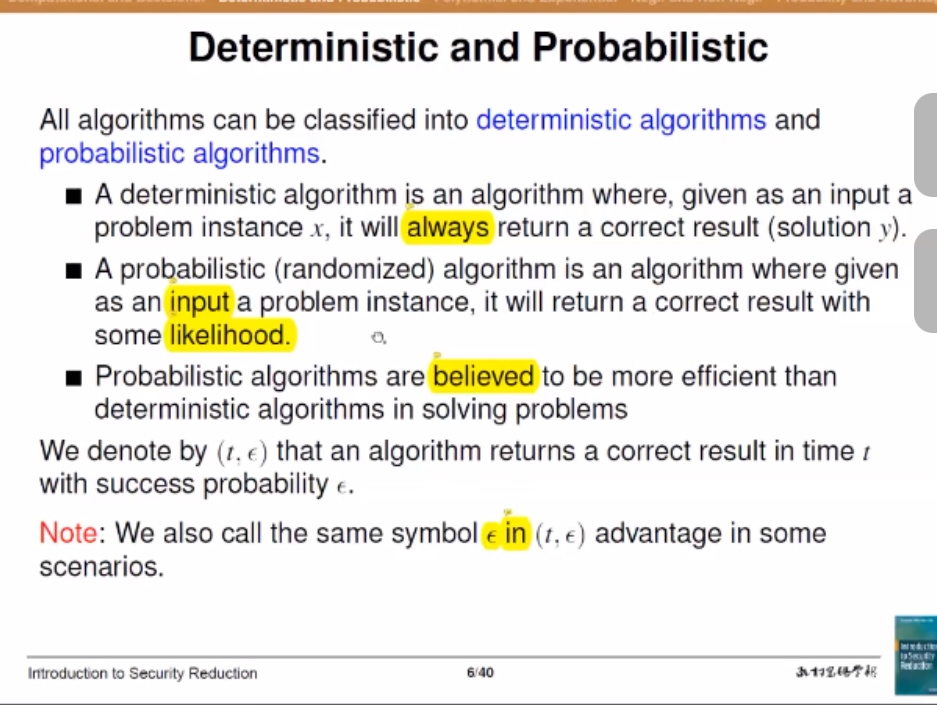 Deterministic and Probabilistic
All algorithms can be classified into deterministic algorithms and
probabilistic algorithms.
■ A deterministic algorithm is an algorithm where, given as an input a
problem instance x, it will always return a correct result (solution y).
■ A probabilistic (randomized) algorithm is an algorithm where given
as an input a problem instance, it will return a correct result with
some likelihood.
■ Probabilistic algorithms are believed to be more efficient than
deterministic algorithms in solving problems
We denote by (t, ϵ) that an algorithm returns a correct result in time t
with success probability ϵ.
Note: We also call the same symbol ϵ in (t, ϵ) advantage in some
scenarios.
Introduction to Security Reduction
6/40
Introduction
to Security
Reduction